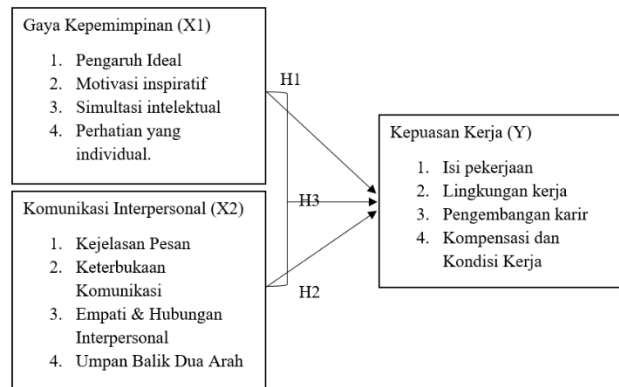 Gaya Kepemimpinan (X1)
1. Pengaruh Ideal
2. Motivasi inspiratif
3. Simultasi intelektual
4. Perhatian yang
individual.
H1
Kepuasan Kerja (Y)
1. Isi pekerjaan
2. Lingkungan kerja
3. Pengembangan karir
4. Kompensasi dan
Kondisi Kerja
H3
Komunikasi Interpersonal (X2)
1. Kejelasan Pesan
2. Keterbukaan
Komunikasi
3. Empati & Hubungan
Interpersonal
4. Umpan Balik Dua Arah
H2